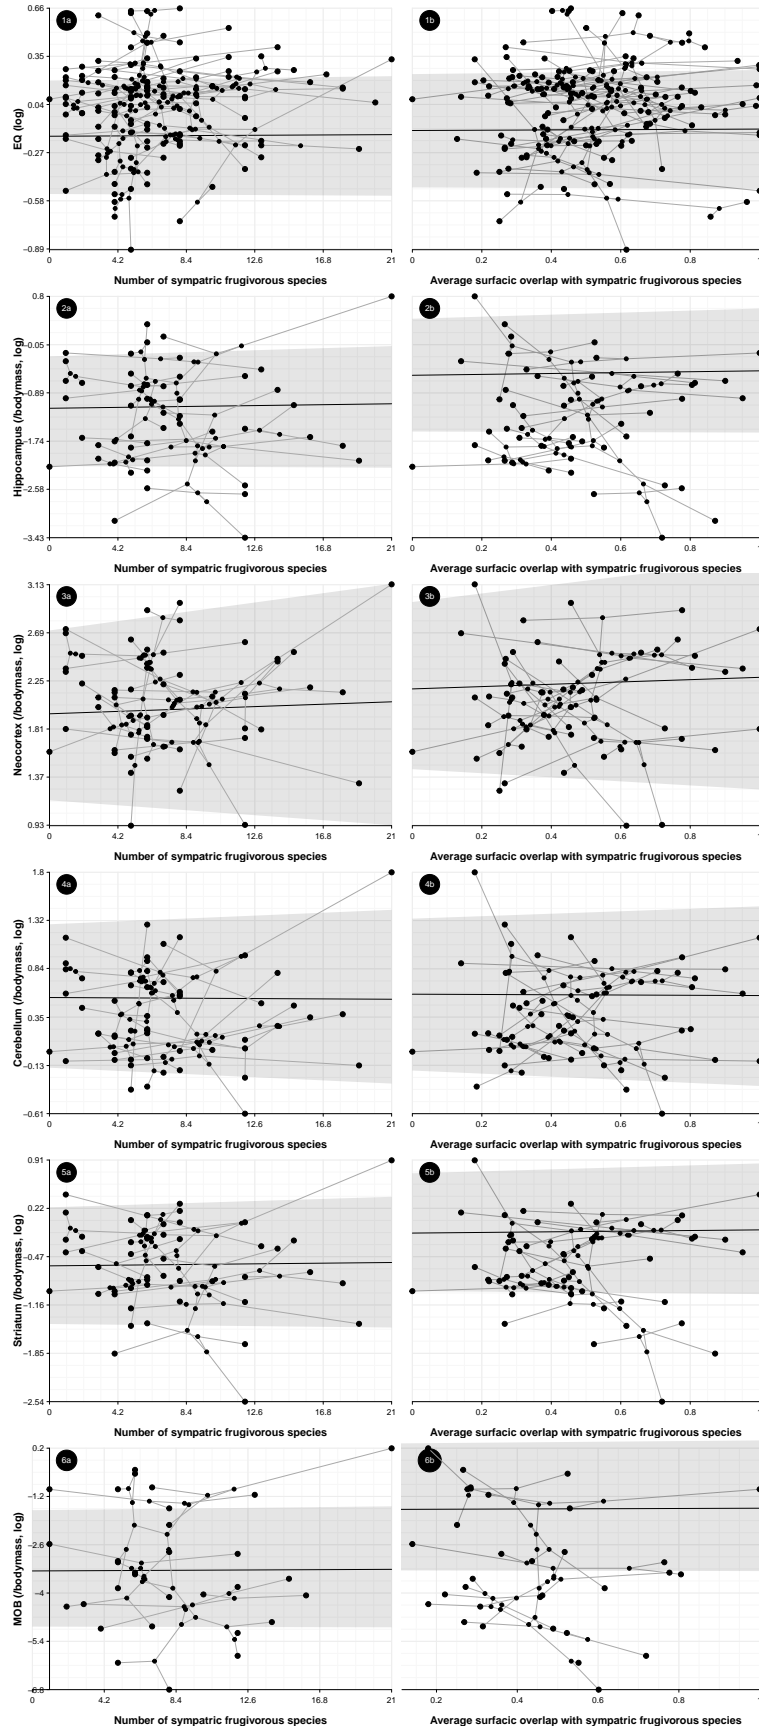 1a
1b
0.66
0.35
0.04
−0.27
−0.58
−0.89
EQ (log)
0 4.2 8.4 12.6 16.8 21
0 0.2 0.4 0.6 0.8 1
Number of sympatric frugivorous species
Average surfacic overlap with sympatric frugivorous species
2a
2b
0.8
−0.05
−0.89
−1.74
−2.58
−3.43
Hippocampus (/bodymass, log)
0 4.2 8.4 12.6 16.8 21
0 0.2 0.4 0.6 0.8 1
Number of sympatric frugivorous species
Average surfacic overlap with sympatric frugivorous species
3a
3b
3.13
2.69
2.25
1.81
1.37
0.93
Neocortex (/bodymass, log)
0 4.2 8.4 12.6 16.8 21
0 0.2 0.4 0.6 0.8 1
Number of sympatric frugivorous species
Average surfacic overlap with sympatric frugivorous species
4a
4b
1.8
1.32
0.84
0.35
−0.13
−0.61
Cerebellum (/bodymass, log)
0 4.2 8.4 12.6 16.8 21
0 0.2 0.4 0.6 0.8 1
Number of sympatric frugivorous species
Average surfacic overlap with sympatric frugivorous species
5a
5b
0.91
0.22
−0.47
−1.16
−1.85
−2.54
Striatum (/bodymass, log)
0 4.2 8.4 12.6 16.8 21
0 0.2 0.4 0.6 0.8 1
Number of sympatric frugivorous species
Average surfacic overlap with sympatric frugivorous species
6a
6b
0.2
−1.2
−2.6
−4
−5.4
−6.8
MOB (/bodymass, log)
0 4.2 8.4 12.6 16.8 21
0.2 0.4 0.6 0.8 1
Number of sympatric frugivorous species
Average surfacic overlap with sympatric frugivorous species